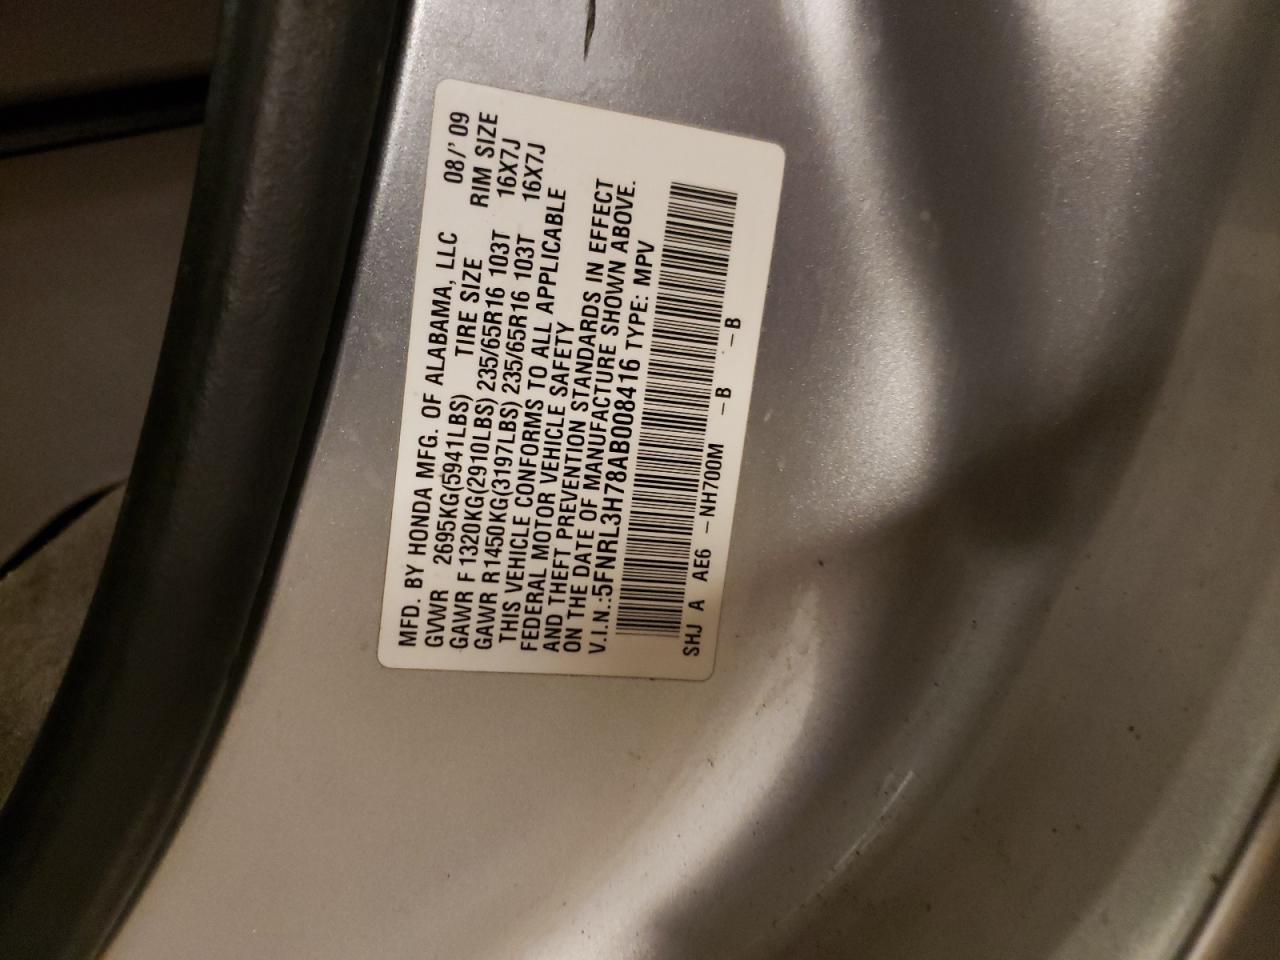 MFD. BY HONDA MFG. OF ALABAMA, LLC 08/' 09
GVWR 2695KG(5941LBS) TIRE SIZE RIM SIZE
GAWR F 1320KG(2910LBS) 235/65R16 103T 16X7J
GAWR R1450KG(3197LBS) 235/65R16 103T 16X7J
THIS VEHICLE CONFORMS TO ALL APPLICABLE
FEDERAL MOTOR VEHICLE SAFETY
AND THEFT PREVENTION STANDARDS IN EFFECT
ON THE DATE OF MANUFACTURE SHOWN ABOVE.
V.I.N.:5FNRL3H78AB008416 TYPE: MPV
SHJ A AE6 -NH700M -B -B